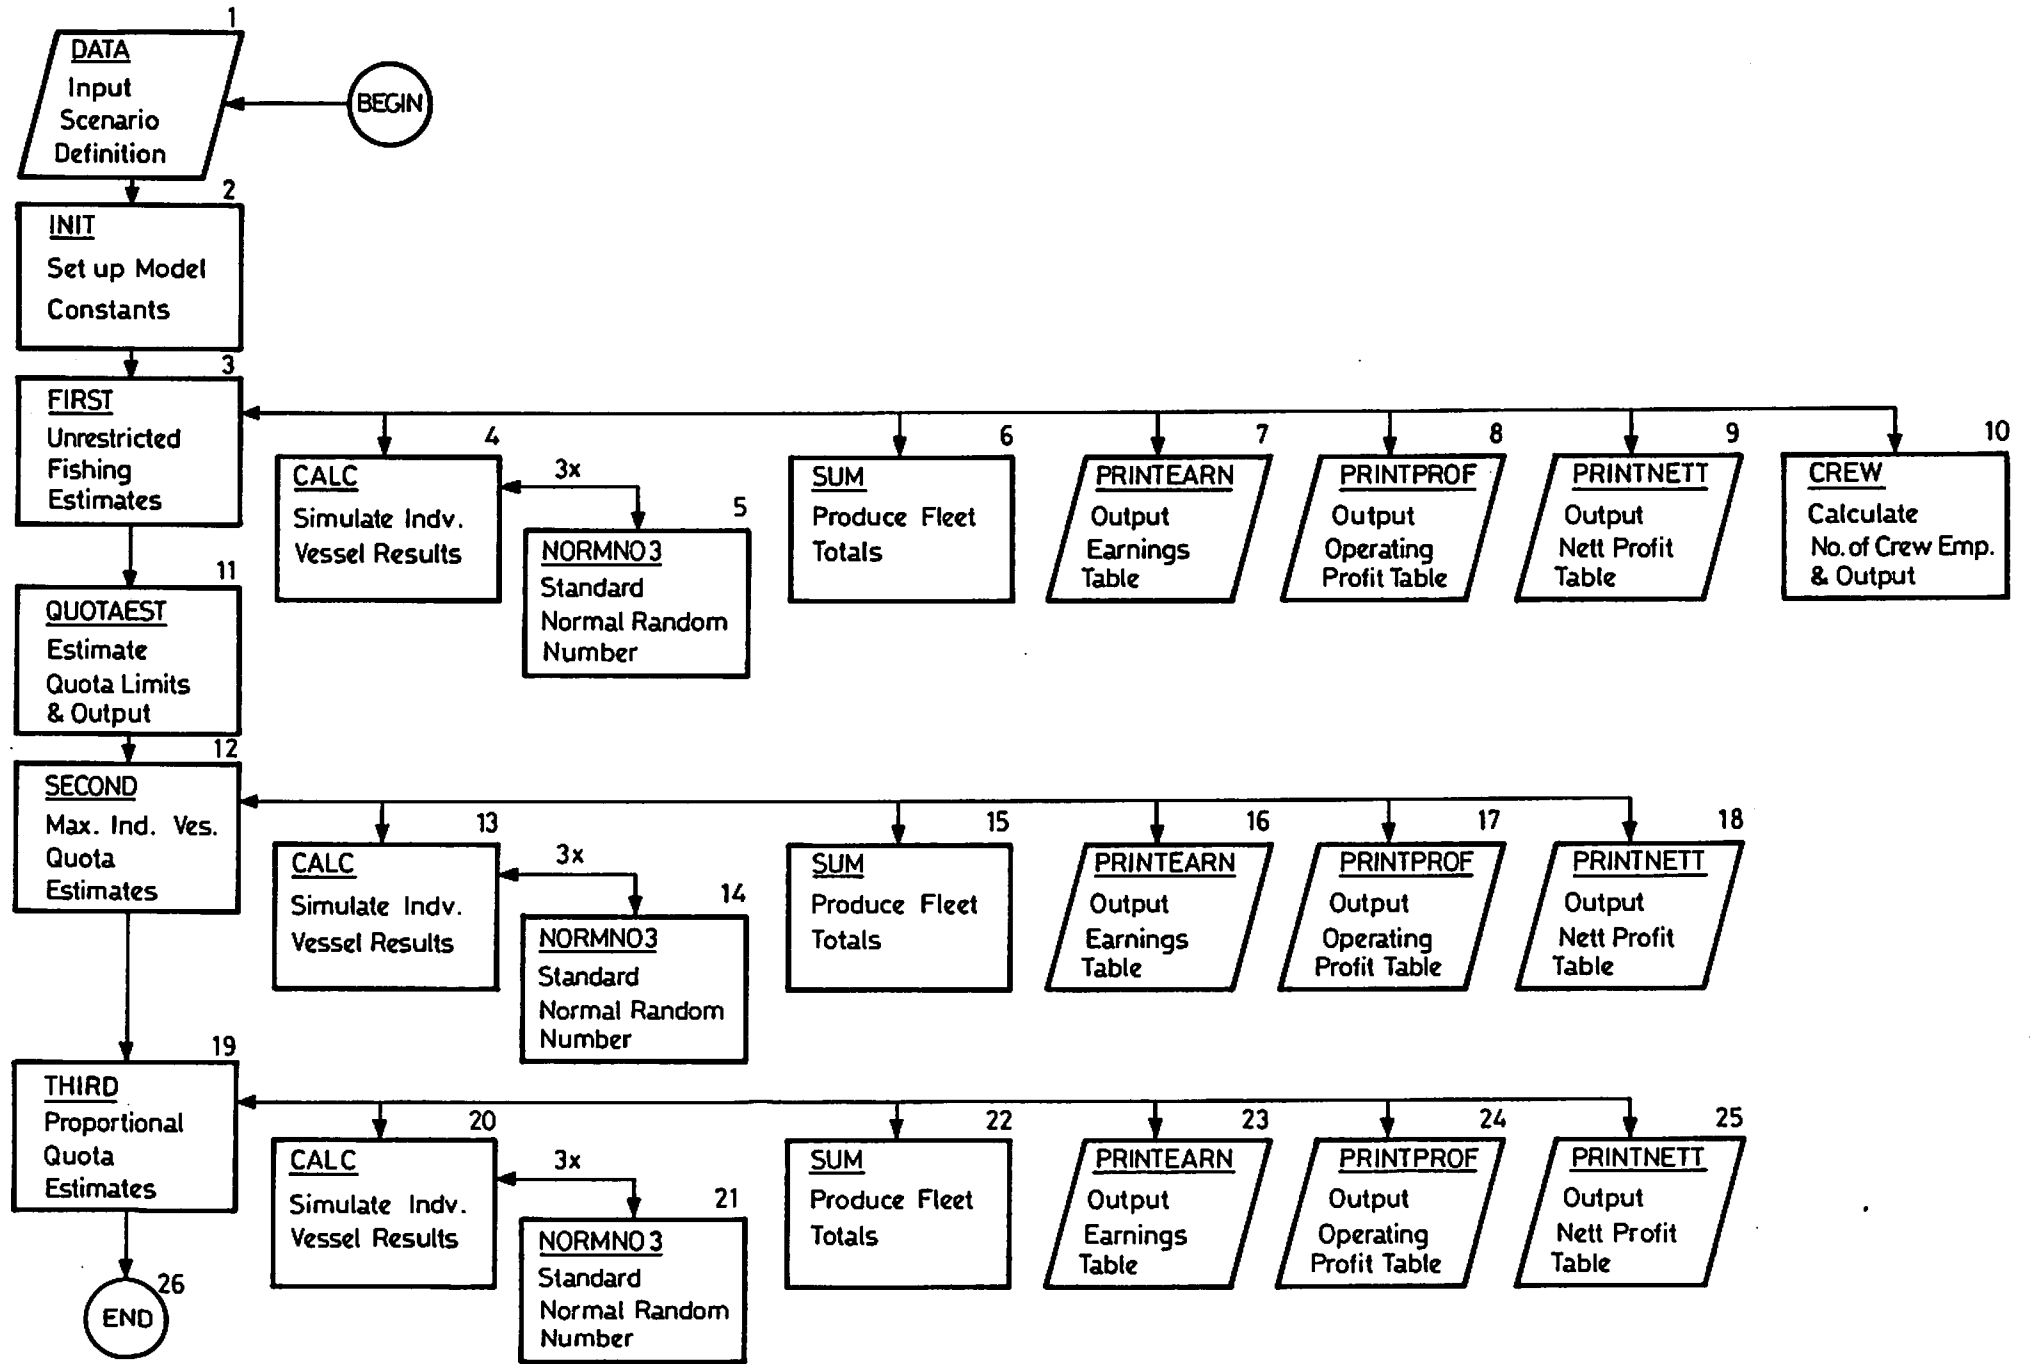 1
DATA
Input
Scenario
Definition
BEGIN
2
INIT
Set up Model
Constants
3
FIRST
Unrestricted
Fishing
Estimates
4
CALC
Simulate Indv.
Vessel Results
3x
5
NORMNO3
Standard
Normal Random
Number
6
SUM
Produce Fleet
Totals
7
PRINTEARN
Output
Earnings
Table
8
PRINTPROF
Output
Operating
Profit Table
9
PRINTNETT
Output
Nett Profit
Table
10
CREW
Calculate
No. of Crew Emp.
& Output
11
QUOTAEST
Estimate
Quota Limits
& Output
12
SECOND
Max. Ind. Ves.
Quota
Estimates
13
CALC
Simulate Indv.
Vessel Results
3x
14
NORMNO3
Standard
Normal Random
Number
15
SUM
Produce Fleet
Totals
16
PRINTEARN
Output
Earnings
Table
17
PRINTPROF
Output
Operating
Profit Table
18
PRINTNETT
Output
Nett Profit
Table
19
THIRD
Proportional
Quota
Estimates
20
CALC
Simulate Indv.
Vessel Results
3x
21
NORMNO3
Standard
Normal Random
Number
22
SUM
Produce Fleet
Totals
23
PRINTEARN
Output
Earnings
Table
24
PRINTPROF
Output
Operating
Profit Table
25
PRINTNETT
Output
Nett Profit
Table
26
END